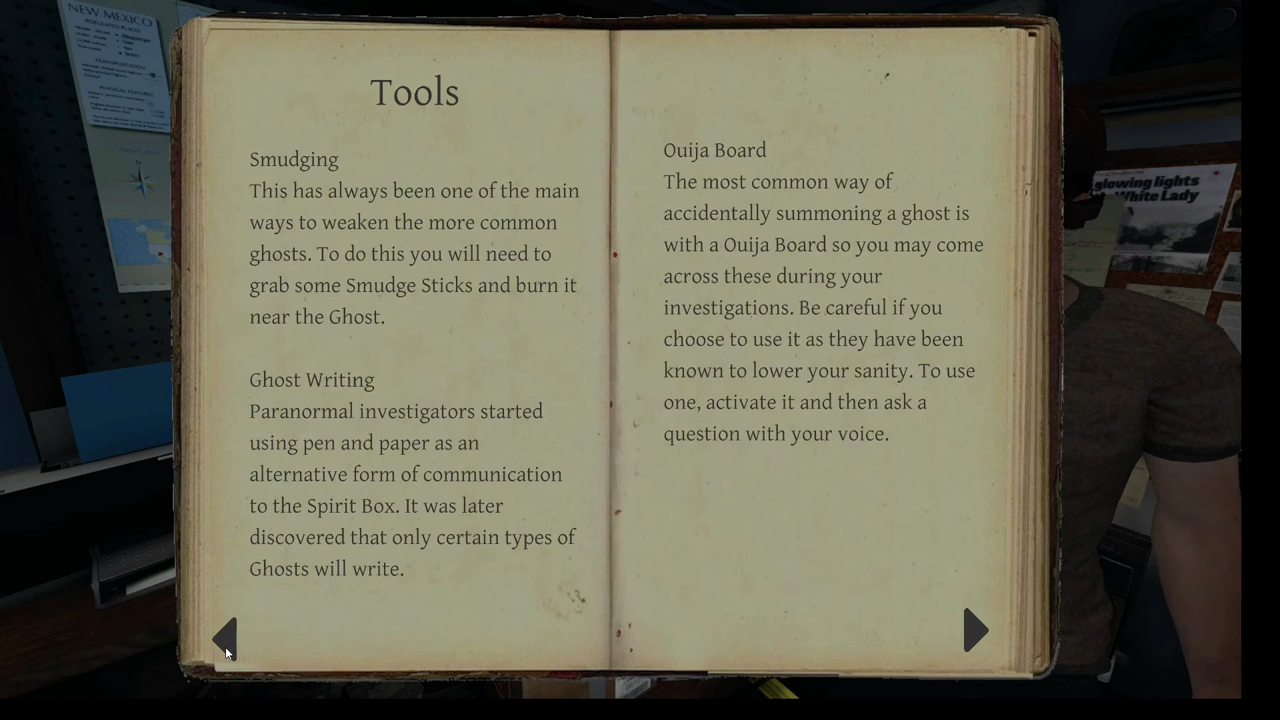 NEW MEXICO
POPULATED PLACES
TRANSPORTATION
PHYSICAL FEATURES
glowing lights
White Lady
Tools
Smudging
This has always been one of the main
ways to weaken the more common
ghosts. To do this you will need to
grab some Smudge Sticks and burn it
near the Ghost.
Ghost Writing
Paranormal investigators started
using pen and paper as an
alternative form of communication
to the Spirit Box. It was later
discovered that only certain types of
Ghosts will write.
Ouija Board
The most common way of
accidentally summoning a ghost is
with a Ouija Board so you may come
across these during your
investigations. Be careful if you
choose to use it as they have been
known to lower your sanity. To use
one, activate it and then ask a
question with your voice.